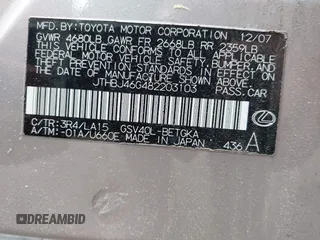 MFD.BY:TOYOTA MOTOR CORPORATION 12/07
GVWR 4680LB GAWR FR 2668LB RR 2359LB
THIS VEHICLE CONFORMS TO ALL APPLICABLE
FEDERAL MOTOR VEHICLE SAFETY, BUMPER, AND
THEFT PREVENTION STANDARDS IN EFFECT ON
THE DATE OF MANUFACTURE SHOWN ABOVE.
JTHBJ46G482203103 PASS.CAR
C/TR: 3R4/LA15 GSV40L-BETGKA
A/TM: -01A/U660E MADE IN JAPAN 436 A
DREAMBID